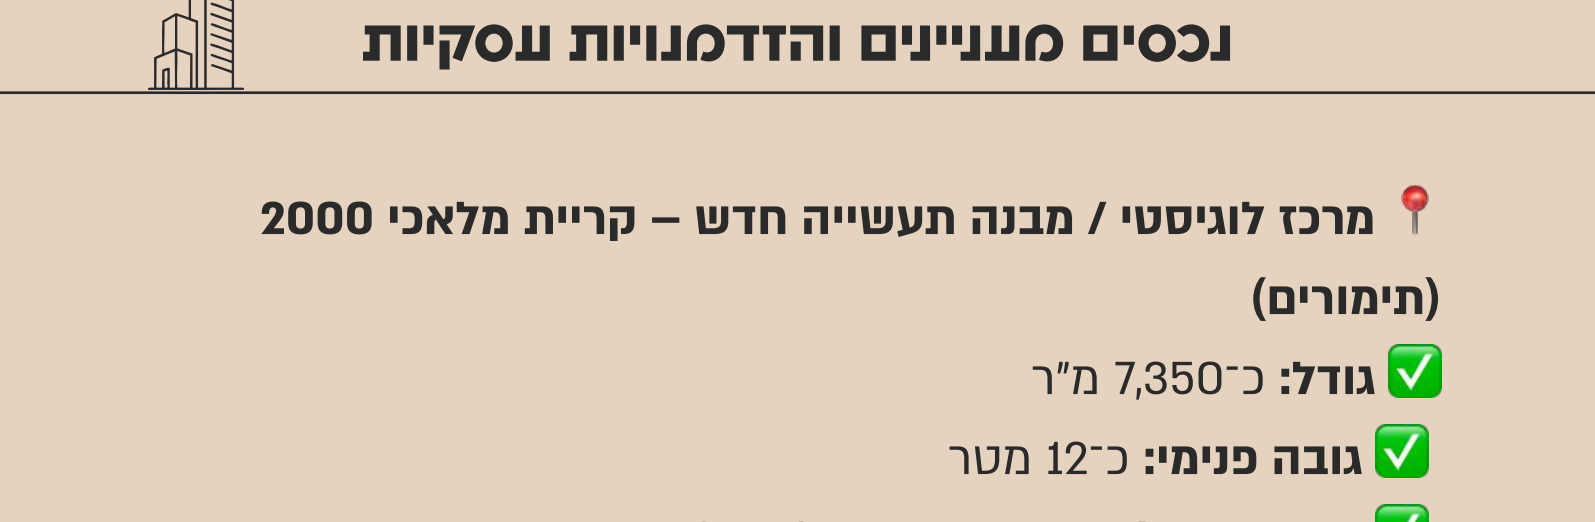 נכסים מעניינים והזדמנויות עסקיות
📍 מרכז לוגיסטי / מבנה תעשייה חדש – קריית מלאכי 2000
(תימורים)
✅ גודל: כ־7,350 מ"ר
✅ גובה פנימי: כ־12 מטר